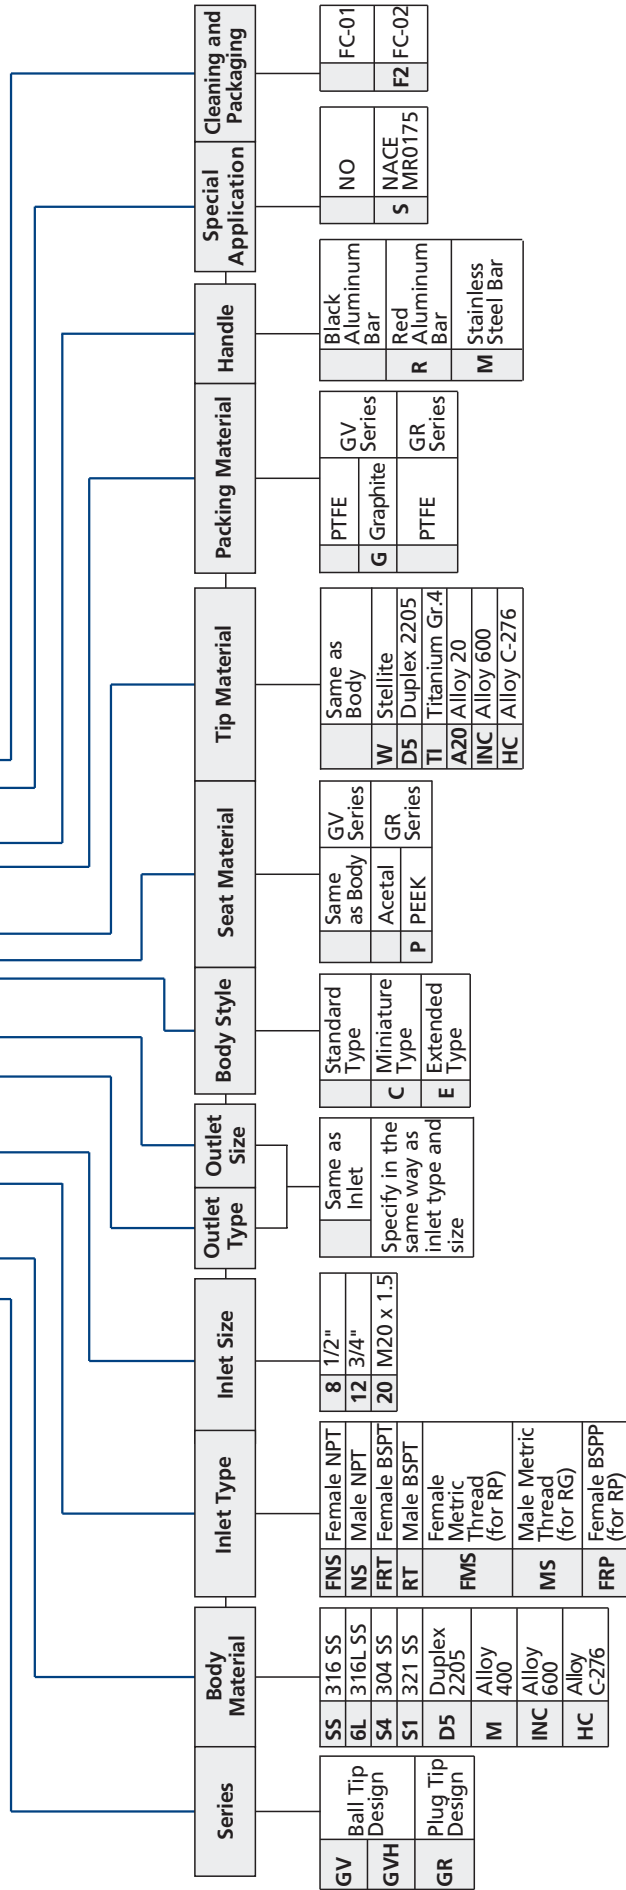 Series
GV
GVH
Ball Tip
Design
GR
Plug Tip
Design
Body
Material
SS 316 SS
6L 316L SS
S4 304 SS
S1 321 SS
D5 Duplex
2205
M Alloy
400
INC Alloy
600
HC Alloy
C-276
Inlet Type
FNS Female NPT
NS Male NPT
FRT Female BSPT
RT Male BSPT
FMS Female
Metric
Thread
(for RP)
MS Male Metric
Thread
(for RG)
FRP Female BSPP
(for RP)
Inlet Size
8 1/2"
12 3/4"
20 M20 x 1.5
Outlet
Type
Outlet
Size
Same as
Inlet
Specify in the
same way as
inlet type and
size
Body Style
Standard
Type
C Miniature
Type
E Extended
Type
Seat Material
Same
as Body
GV
Series
Acetal
P PEEK
GR
Series
Tip Material
Same as
Body
W Stellite
D5 Duplex 2205
TI Titanium Gr.4
A20 Alloy 20
INC Alloy 600
HC Alloy C-276
Packing Material
PTFE
G Graphite
GV
Series
PTFE
GR
Series
Handle
Black
Aluminum
Bar
R Red
Aluminum
Bar
M Stainless
Steel Bar
Special
Application
NO
S NACE
MR0175
Cleaning and
Packaging
FC-01
F2 FC-02